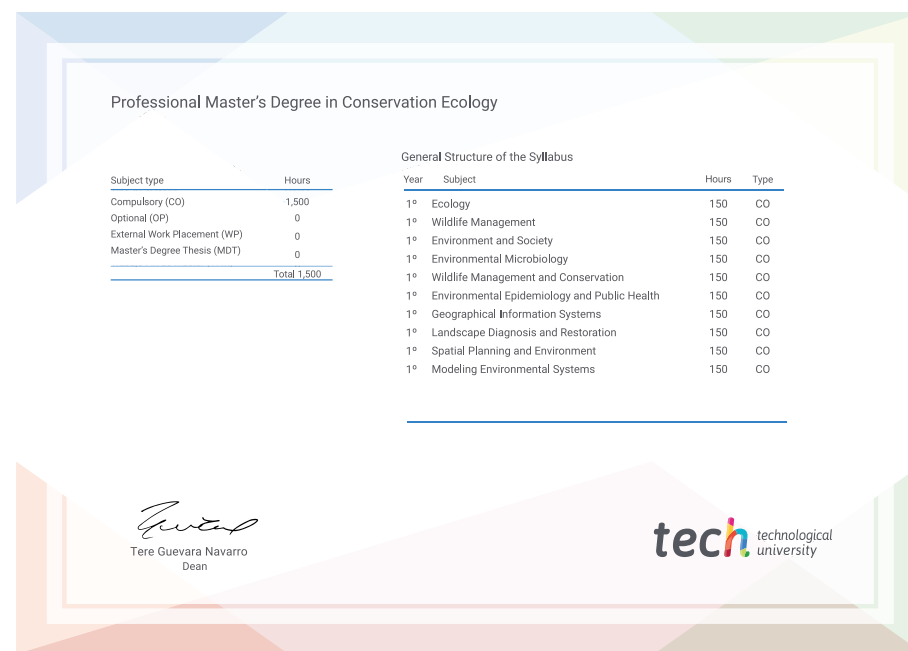 Professional Master's Degree in Conservation Ecology
Subject type Hours
Compulsory (CO) 1,500
Optional (OP) 0
External Work Placement (WP) 0
Master's Degree Thesis (MDT) 0
Total 1,500
General Structure of the Syllabus
Year Subject Hours Type
1º Ecology 150 CO
1º Wildlife Management 150 CO
1º Environment and Society 150 CO
1º Environmental Microbiology 150 CO
1º Wildlife Management and Conservation 150 CO
1º Environmental Epidemiology and Public Health 150 CO
1º Geographical Information Systems 150 CO
1º Landscape Diagnosis and Restoration 150 CO
1º Spatial Planning and Environment 150 CO
1º Modeling Environmental Systems 150 CO
Tere Guevara Navarro
Dean
tech technological
university